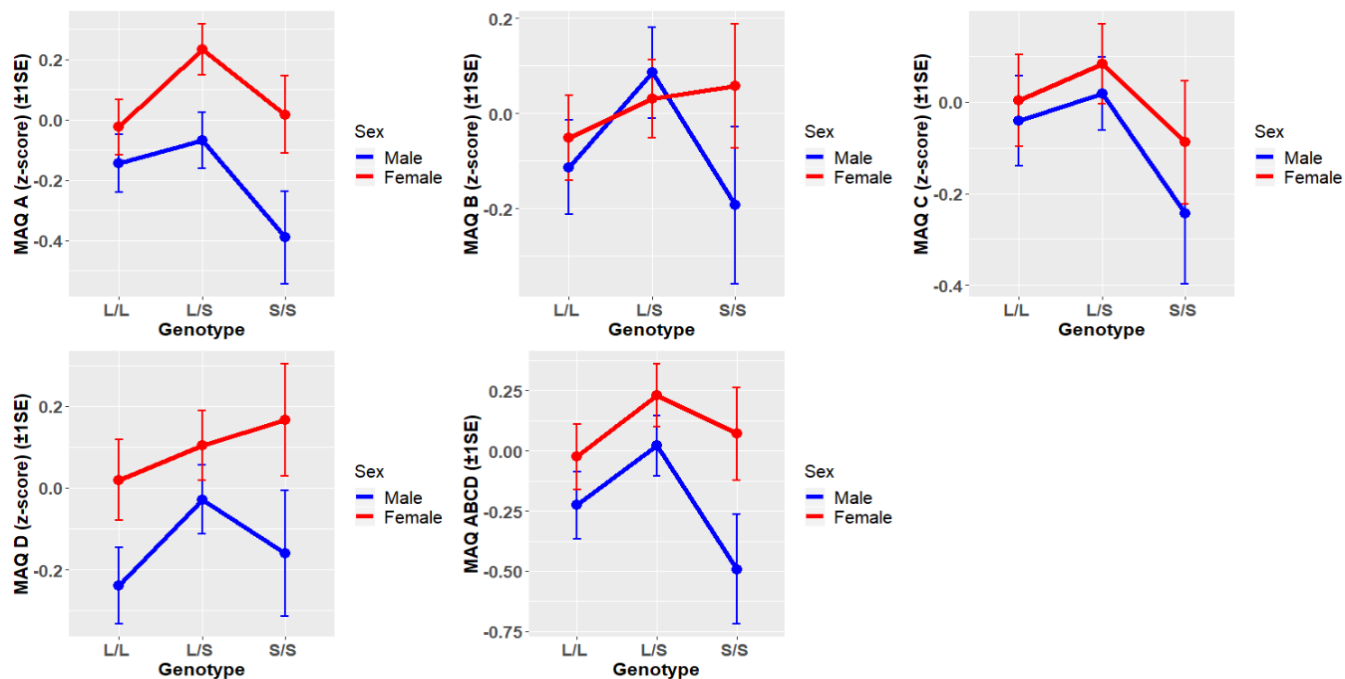 MAQ A (z-score) (±1SE)
0.2
0.0
-0.2
-0.4
L/L L/S S/S
Genotype
Sex
Male
Female
MAQ B (z-score) (±1SE)
0.2
0.0
-0.2
L/L L/S S/S
Genotype
Sex
Male
Female
MAQ C (z-score) (±1SE)
0.0
-0.2
-0.4
L/L L/S S/S
Genotype
Sex
Male
Female
MAQ D (z-score) (±1SE)
0.2
0.0
-0.2
L/L L/S S/S
Genotype
Sex
Male
Female
MAQ ABCD (±1SE)
0.25
0.00
-0.25
-0.50
-0.75
L/L L/S S/S
Genotype
Sex
Male
Female